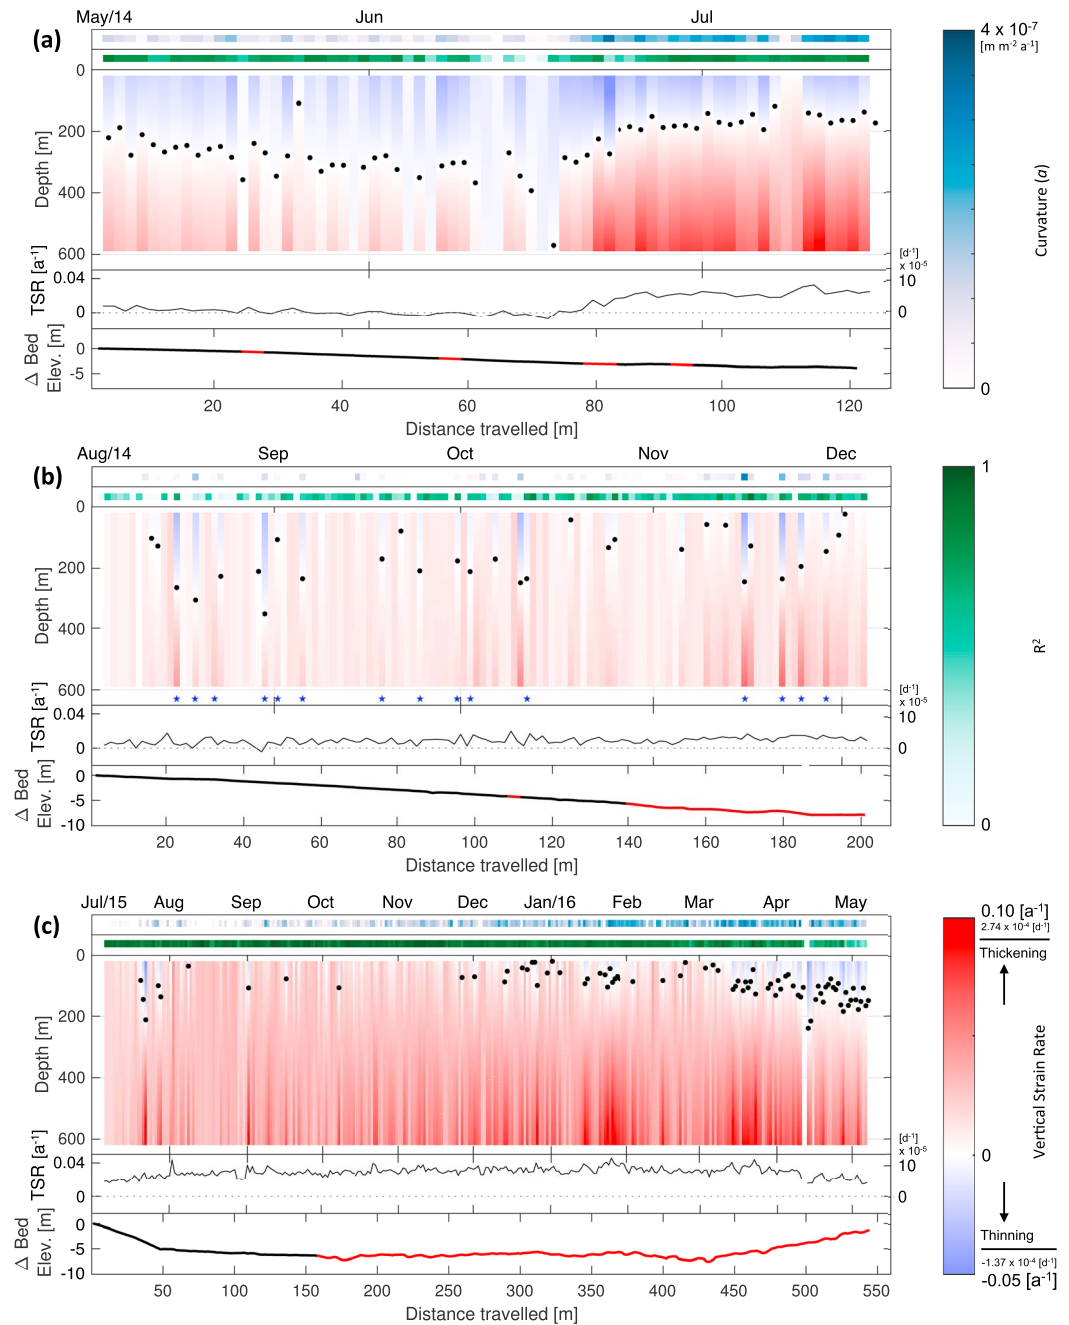 May/14 Jun Jul
(a)
0
200
400
600
Depth [m]
[d⁻¹]
x 10⁻⁵
0.04
0
TSR [a⁻¹]
10
0
0
-5
Δ Bed
Elev. [m]
20 40 60 80 100 120
Distance travelled [m]
4 x 10⁻⁷
[m m⁻² a⁻¹]
Curvature (a)
0
Aug/14 Sep Oct Nov Dec
(b)
0
200
400
600
Depth [m]
[d⁻¹]
x 10⁻⁵
0.04
0
TSR [a⁻¹]
10
0
0
-5
-10
Δ Bed
Elev. [m]
20 40 60 80 100 120 140 160 180 200
Distance travelled [m]
1
R²
0
Jul/15 Aug Sep Oct Nov Dec Jan/16 Feb Mar Apr May
(c)
0
200
400
600
Depth [m]
[d⁻¹]
x 10⁻⁵
0.04
0
TSR [a⁻¹]
10
0
0
-5
-10
Δ Bed
Elev. [m]
50 100 150 200 250 300 350 400 450 500 550
Distance travelled [m]
0.10 [a⁻¹]
2.74 x 10⁻⁴ [d⁻¹]
Thickening
Vertical Strain Rate
0
Thinning
-1.37 x 10⁻⁴ [d⁻¹]
-0.05 [a⁻¹]